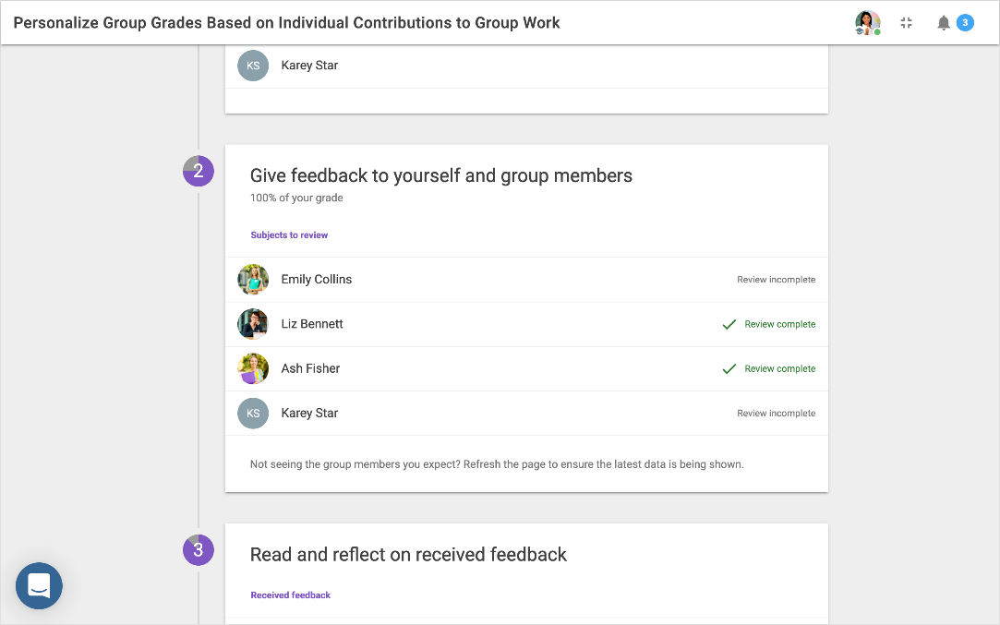 Personalize Group Grades Based on Individual Contributions to Group Work
3
KS Karey Star
2
Give feedback to yourself and group members
100% of your grade
Subjects to review
Emily Collins Review incomplete
Liz Bennett Review complete
Ash Fisher Review complete
KS Karey Star Review incomplete
Not seeing the group members you expect? Refresh the page to ensure the latest data is being shown.
3
Read and reflect on received feedback
Received feedback